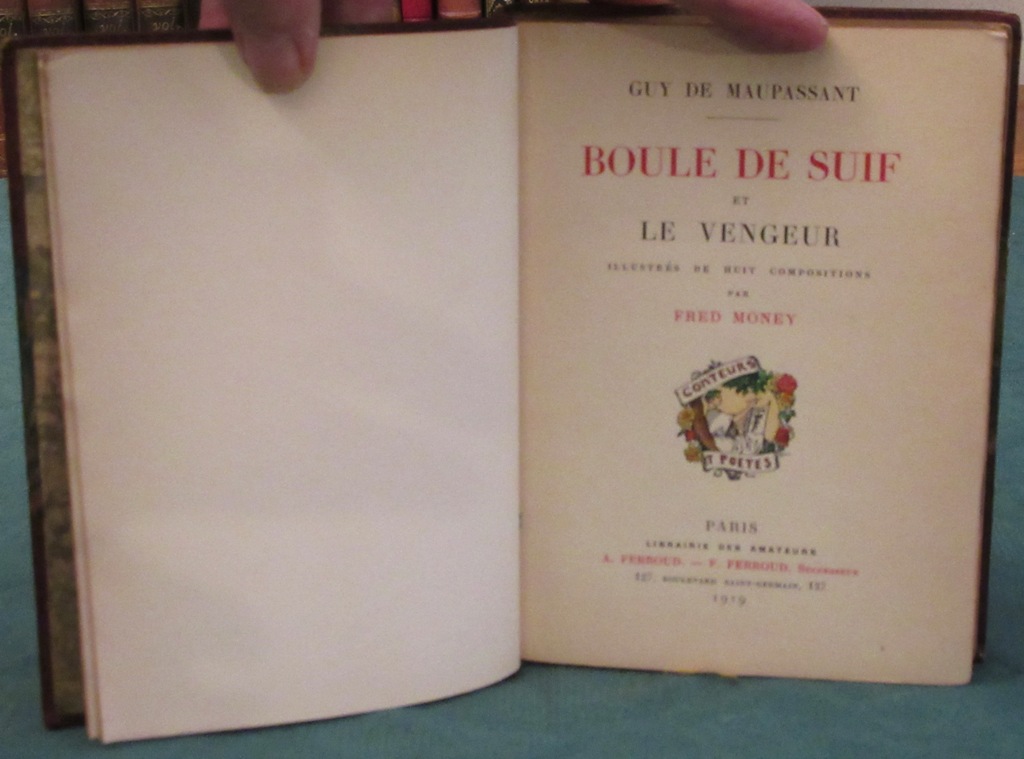 GUY DE MAUPASSANT
BOULE DE SUIF
ET
LE VENGEUR
ILLUSTRÉS DE HUIT COMPOSITIONS
PAR
FRED MONEY
CONTEURS
T POETES
PARIS
LIBRAIRIE DES AMATEURS
A. FERROUD. — F. FERROUD, Successeur
127, BOULEVARD SAINT-GERMAIN, 127
1919